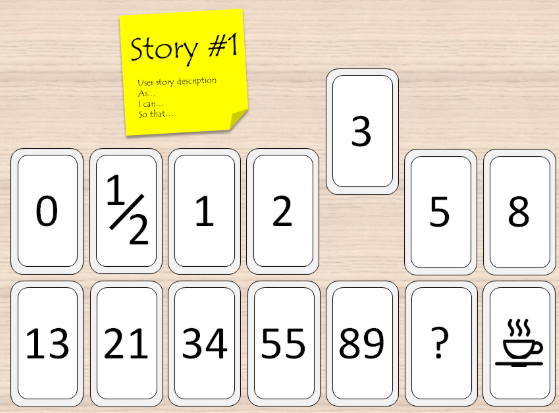 Story #1
User story description
As...
I can...
So that...
3
0
1/2
1
2
5
8
13
21
34
55
89
?